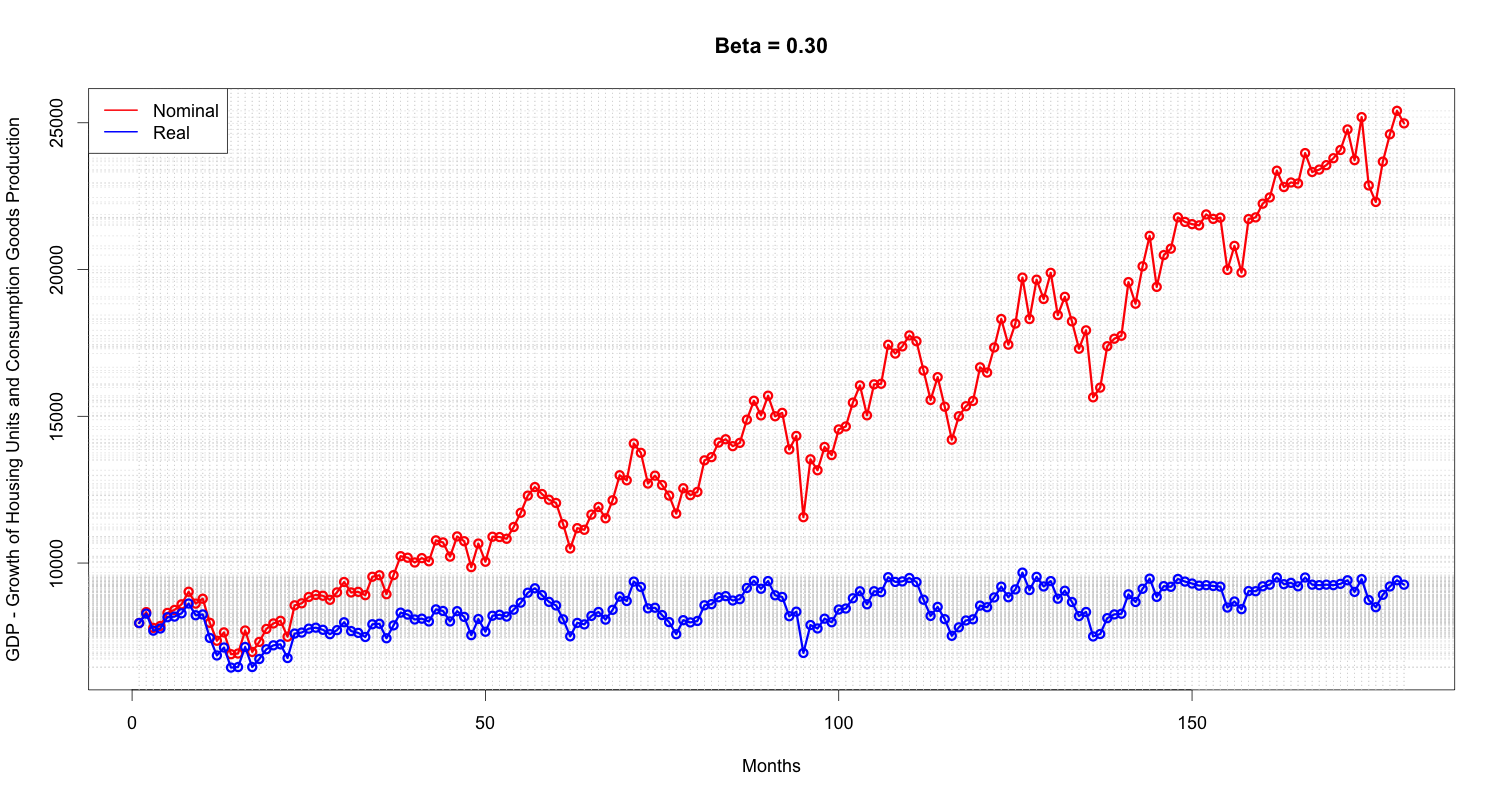 Beta = 0.30
Nominal
Real
GDP - Growth of Housing Units and Consumption Goods Production
25000
20000
15000
10000
0 50 100 150
Months